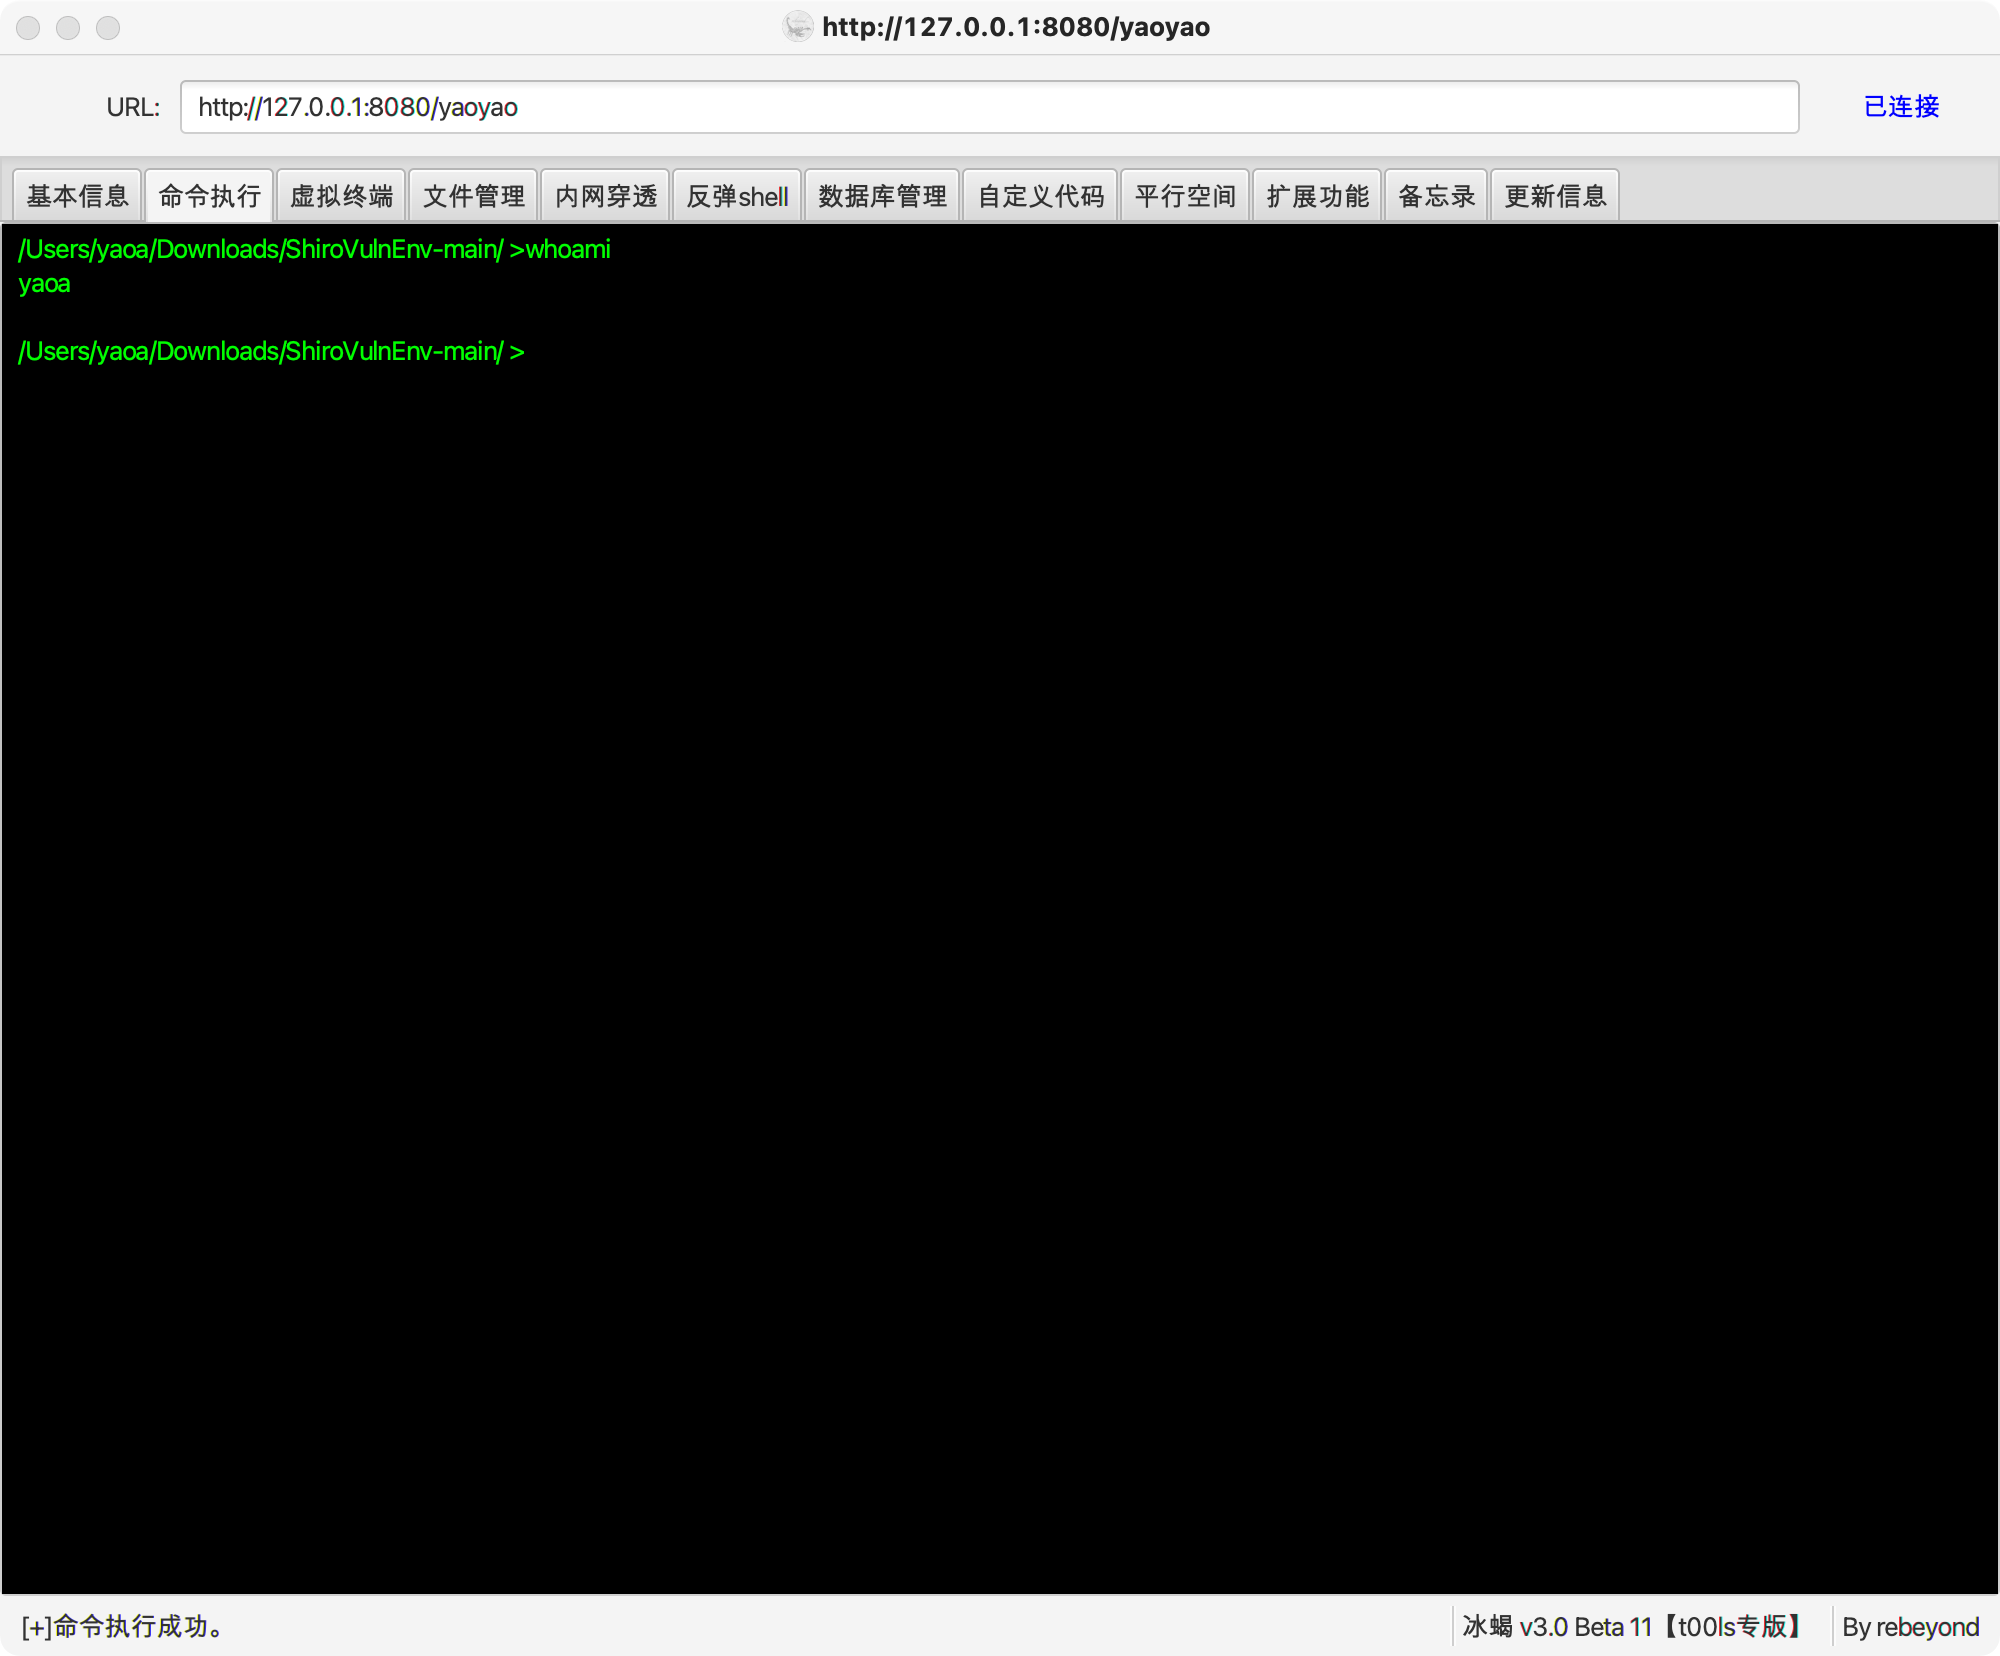 http://127.0.0.1:8080/yaoyao
URL: http://127.0.0.1:8080/yaoyao 已连接
基本信息 命令执行 虚拟终端 文件管理 内网穿透 反弹shell 数据库管理 自定义代码 平行空间 扩展功能 备忘录 更新信息
/Users/yaoa/Downloads/ShiroVulnEnv-main/ >whoami
yaoa
/Users/yaoa/Downloads/ShiroVulnEnv-main/ >
[+]命令执行成功。 冰蝎 v3.0 Beta 11【t00ls专版】 By rebeyond